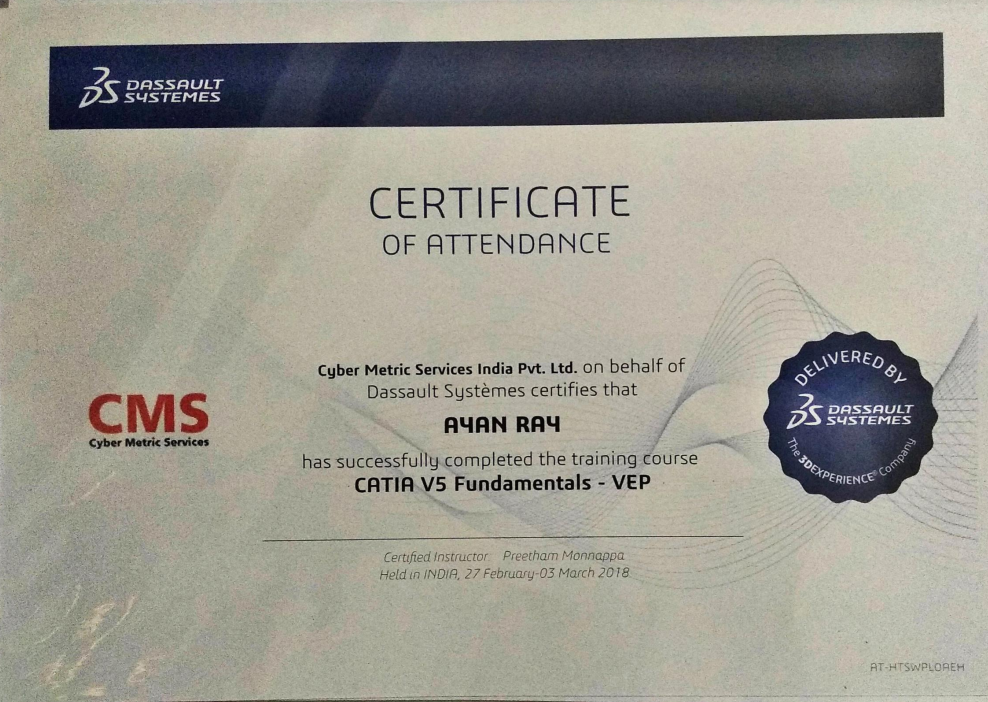 DASSAULT
SYSTEMES
CERTIFICATE
OF ATTENDANCE
Cyber Metric Services India Pvt. Ltd. on behalf of
Dassault Systèmes certifies that
AYAN RAY
has successfully completed the training course
CATIA V5 Fundamentals - VEP
CMS
Cyber Metric Services
DELIVERED BY
DASSAULT
SYSTEMES
The 3DEXPERIENCE® Company
Certified Instructor Preetham Monnappa
Held in INDIA, 27 February-03 March 2018
AT-HTSWPLOAEH